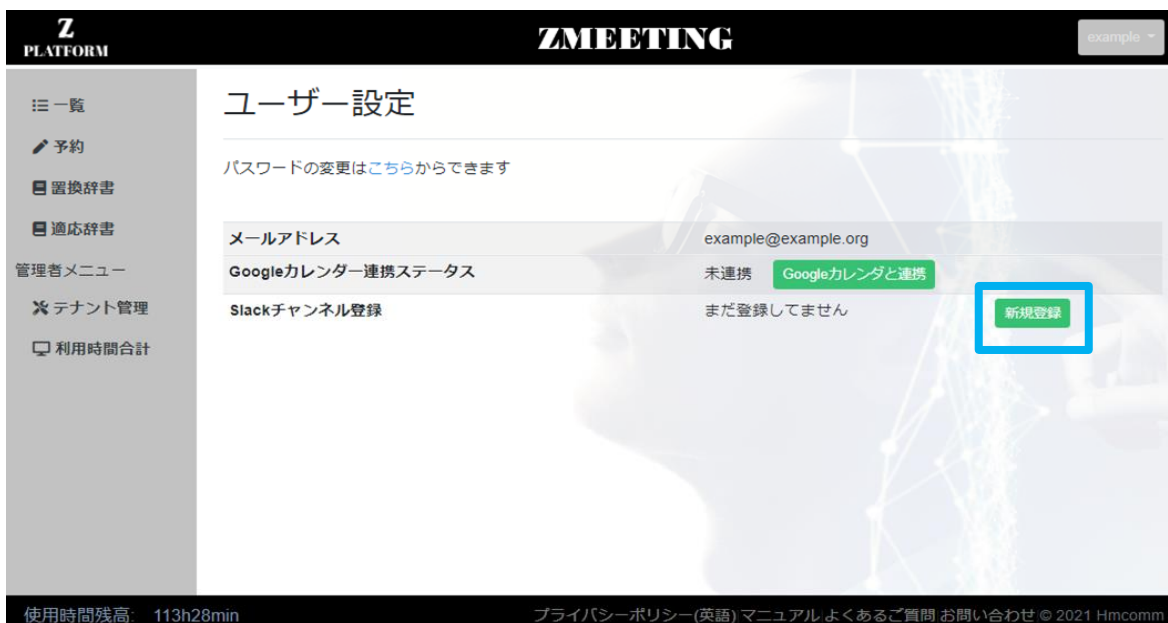 Z
PLATFORM
ZMEETING
example
一覧
予約
置換辞書
適応辞書
管理者メニュー
テナント管理
利用時間合計
ユーザー設定
パスワードの変更はこちらからできます
メールアドレス example@example.org
Googleカレンダー連携ステータス 未連携 Googleカレンダと連携
Slackチャンネル登録 まだ登録してません 新規登録
使用時間残高: 113h28min プライバシーポリシー(英語) マニュアル よくあるご質問 お問い合わせ © 2021 Hmcomm